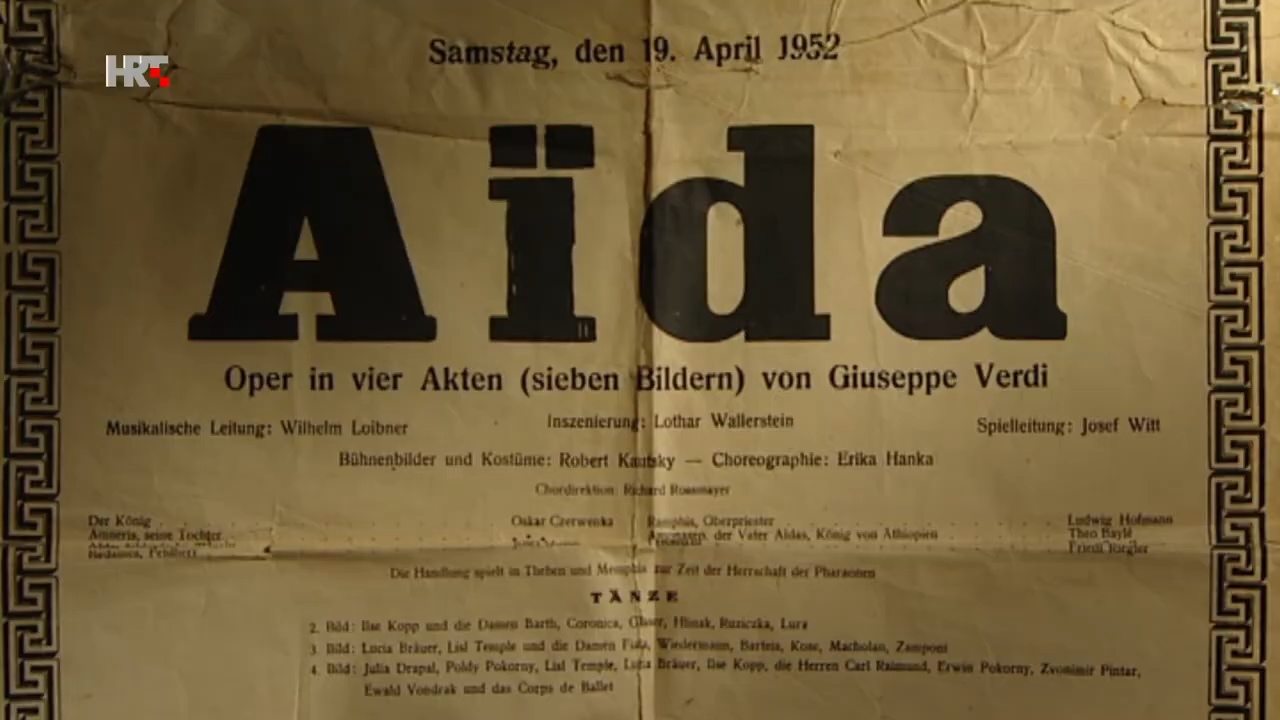 HRT
Samstag, den 19. April 1952
Aïda
Oper in vier Akten (sieben Bildern) von Giuseppe Verdi
Musikalische Leitung: Wilhelm Loibner
Inszenierung: Lothar Wallerstein
Spielleitung: Josef Witt
Bühnenbilder und Kostüme: Robert Kautsky — Choreographie: Erika Hanka
Chordirektion: Richard Rossmayer
Der König Oskar Czerwenka
Amneris, seine Tochter
Ramphis, Oberpriester Ludwig Hofmann
der Vater Aidas, König von Äthiopien Theo Baylé
Die Handlung spielt in Theben und Memphis zur Zeit der Herrschaft der Pharaonen
TÄNZE
2. Bild: Ilse Kopp und die Damen Barth, Coronica, Hlinak, Ruziczka, Lura
3. Bild: Lucia Bräuer, Lisl Temple und die Damen Wiedermann, Bartels, Kosc, Macholan, Zamponi
4. Bild: Julia Drapal, Poldy Pokorny, Lisl Temple, Bräuer, Ilse Kopp, die Herren Carl Raimund, Erwin Pokorny, Zvonimir Pintar,
Ewald Vondrak und das Corps de Ballet